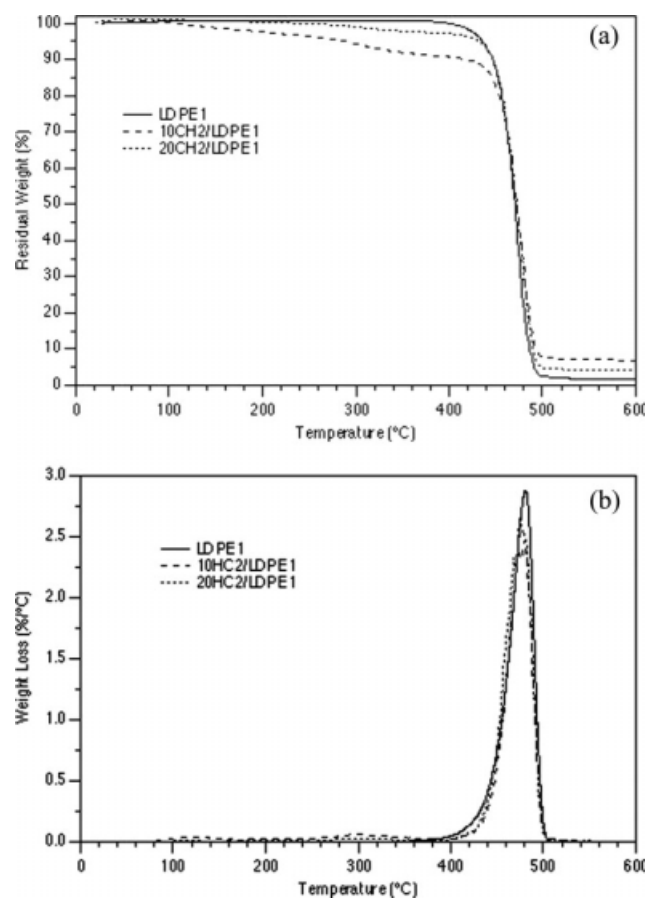 100
90
80
70
60
50
40
30
20
10
0
Residual Weight (%)
(a)
LDPE1
10CH2/LDPE1
20CH2/LDPE1
0 100 200 300 400 500 600
Temperature (°C)
3.0
2.5
2.0
1.5
1.0
0.5
0.0
Weight Loss (%/°C)
(b)
LDPE1
10HC2/LDPE1
20HC2/LDPE1
0 100 200 300 400 500 600
Temperature (°C)